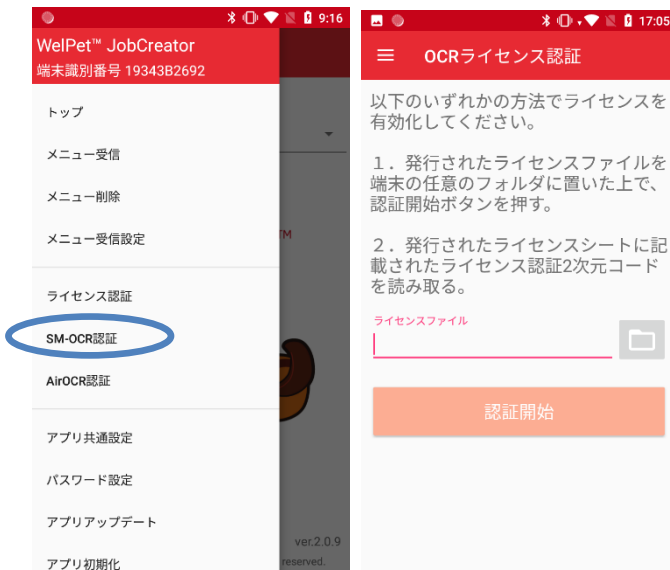 9:16
WelPet™ JobCreator
端末識別番号 19343B2692
トップ
メニュー受信
メニュー削除
メニュー受信設定
TM
ライセンス認証
SM-OCR認証
AirOCR認証
アプリ共通設定
パスワード設定
アプリアップデート
アプリ初期化
ver.2.0.9
reserved.
17:05
OCRライセンス認証
以下のいずれかの方法でライセンスを
有効化してください。
１．発行されたライセンスファイルを
端末の任意のフォルダに置いた上で、
認証開始ボタンを押す。
２．発行されたライセンスシートに記
載されたライセンス認証2次元コード
を読み取る。
ライセンスファイル
認証開始